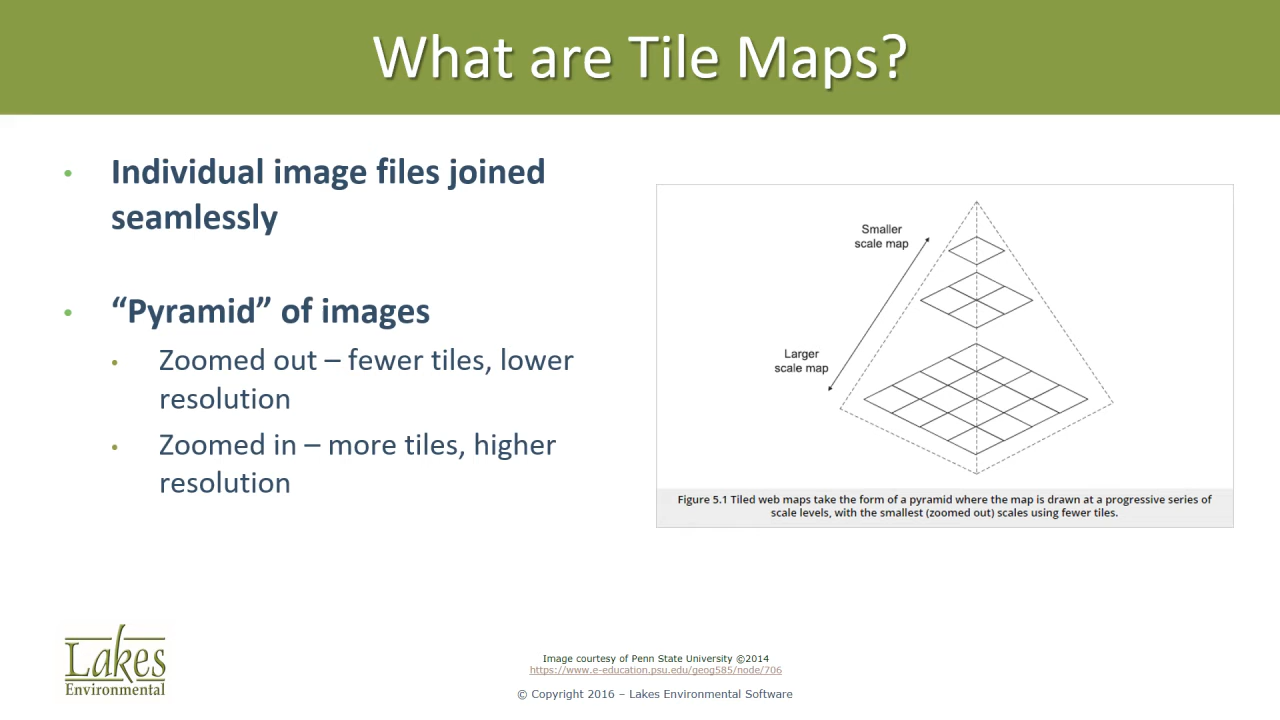 What are Tile Maps?
• Individual image files joined
seamlessly
• “Pyramid” of images
• Zoomed out – fewer tiles, lower
resolution
• Zoomed in – more tiles, higher
resolution
Smaller
scale map
Larger
scale map
Figure 5.1 Tiled web maps take the form of a pyramid where the map is drawn at a progressive series of
scale levels, with the smallest (zoomed out) scales using fewer tiles.
Lakes
Environmental
Image courtesy of Penn State University ©2014
https://www.e-education.psu.edu/geog585/node/706
© Copyright 2016 – Lakes Environmental Software